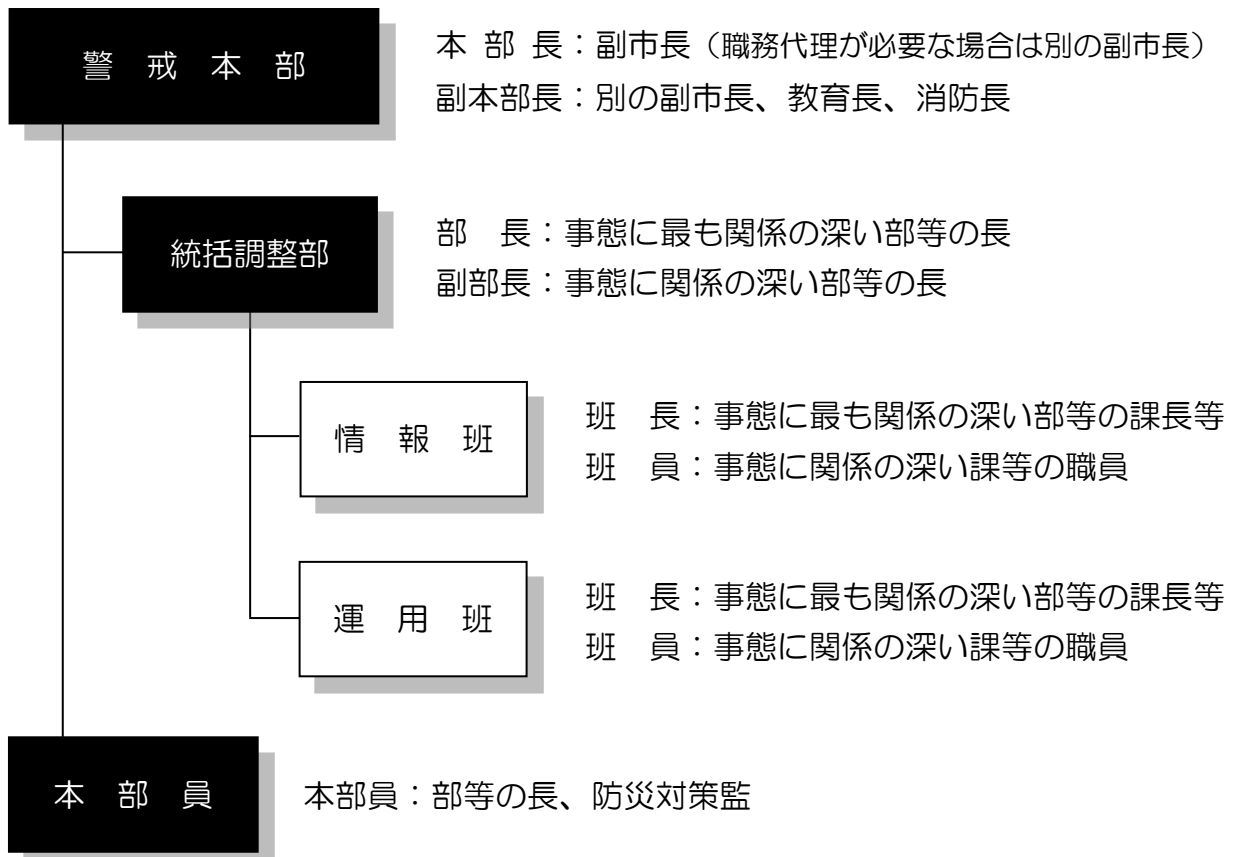 警戒本部
本部長：副市長（職務代理が必要な場合は別の副市長）
副本部長：別の副市長、教育長、消防長
統括調整部
部　長：事態に最も関係の深い部等の長
副部長：事態に関係の深い部等の長
情報班
班　長：事態に最も関係の深い部等の課長等
班　員：事態に関係の深い課等の職員
運用班
班　長：事態に最も関係の深い部等の課長等
班　員：事態に関係の深い課等の職員
本部員
本部員：部等の長、防災対策監